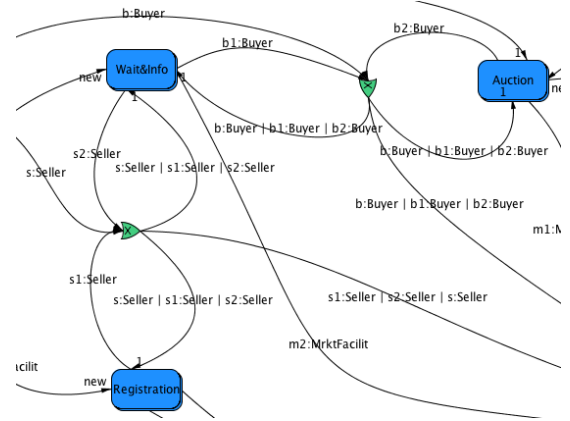 b:Buyer
b2:Buyer
b1:Buyer
1
Wait&Info
new
1
1
Auction
1
b:Buyer | b1:Buyer | b2:Buyer
s2:Seller
s:Seller | s1:Seller | s2:Seller
b:Buyer | b1:Buyer | b2:Buyer
s:Seller
X
b:Buyer | b1:Buyer | b2:Buyer
X
s1:Seller
s:Seller | s1:Seller | s2:Seller
s1:Seller | s2:Seller | s:Seller
m2:MrktFacilit
1
new
Registration